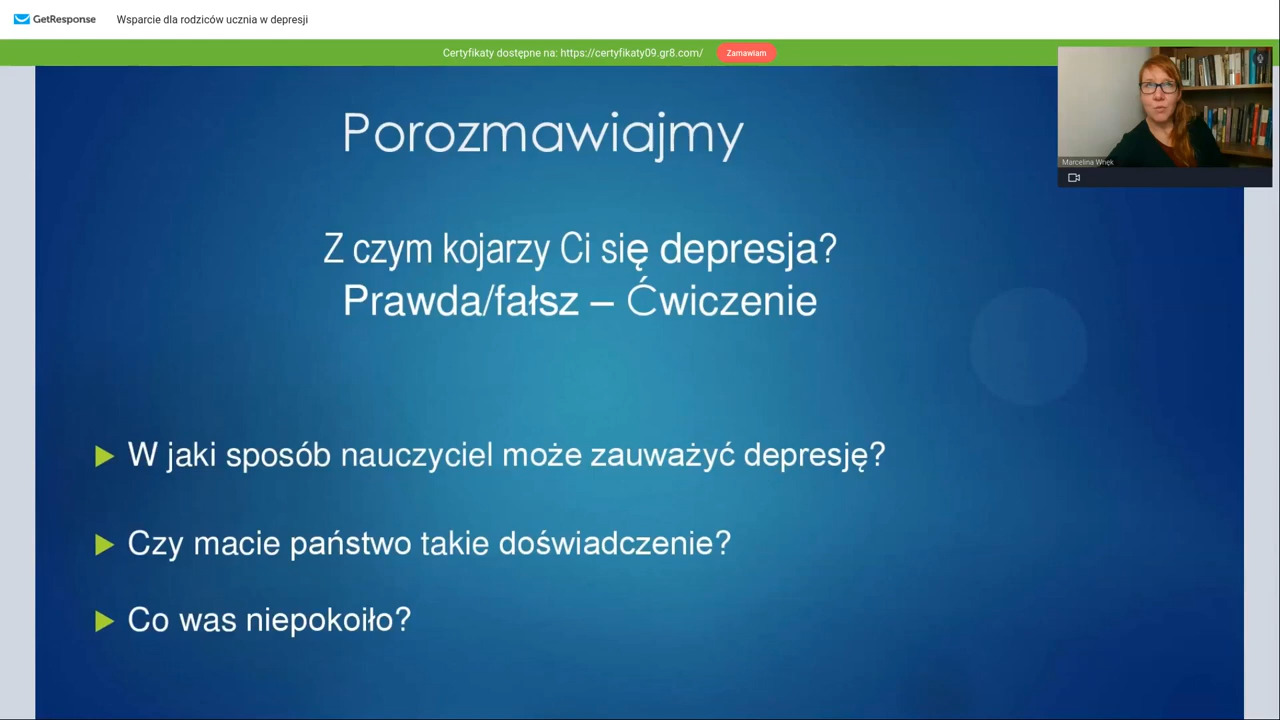 GetResponse Wsparcie dla rodziców ucznia w depresji
Certyfikaty dostępne na: https://certyfikaty09.gr8.com/ Zamawiam
Marcelina Wnęk
Porozmawiajmy
Z czym kojarzy Ci się depresja?
Prawda/fałsz – Ćwiczenie
W jaki sposób nauczyciel może zauważyć depresję?
Czy macie państwo takie doświadczenie?
Co was niepokoiło?